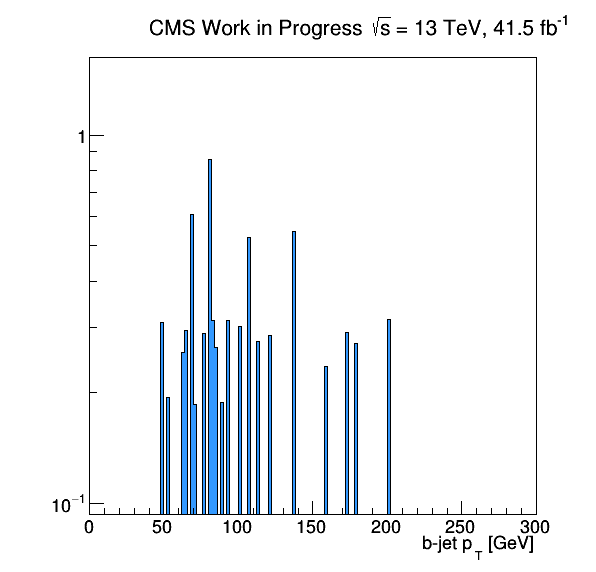 CMS Work in Progress √s = 13 TeV, 41.5 fb⁻¹
1
10⁻¹
0 50 100 150 200 250 300
b-jet p_T [GeV]